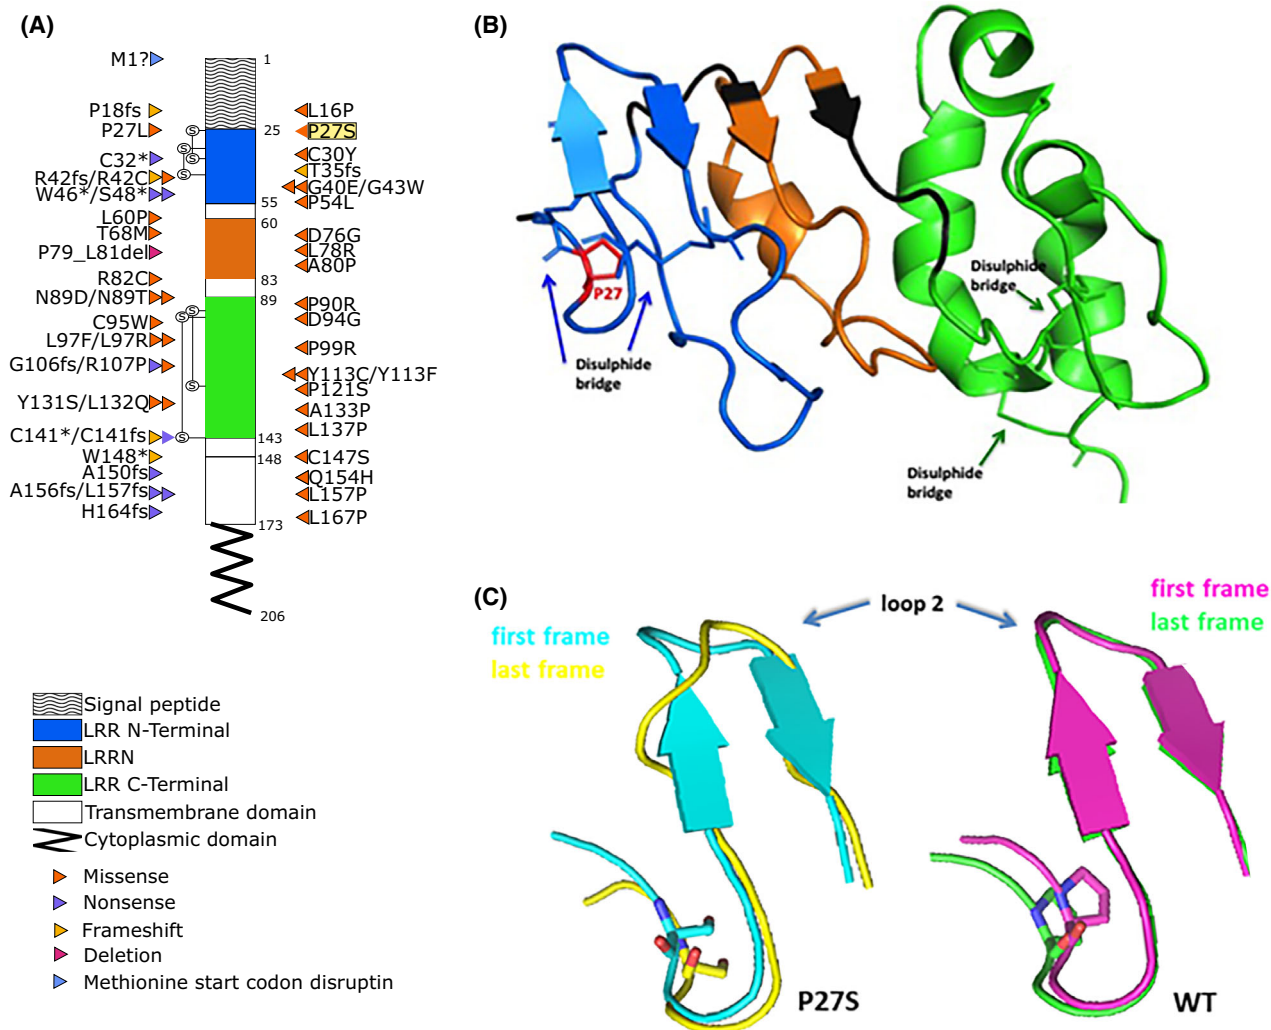 (A)
M1?
P18fs
P27L
C32*
R42fs/R42C
W46*/S48*
L60P
T68M
P79_L81del
R82C
N89D/N89T
C95W
L97F/L97R
G106fs/R107P
Y131S/L132Q
C141*/C141fs
W148*
A150fs
A156fs/L157fs
H164fs
S
S
S
S
S
S
S
S
1
25
55
60
83
89
143
148
173
206
L16P
P27S
C30Y
T35fs
G40E/G43W
P54L
D76G
L78R
A80P
P90R
D94G
P99R
Y113C/Y113F
P121S
A133P
L137P
C147S
Q154H
L157P
L167P
Signal peptide
LRR N-Terminal
LRRN
LRR C-Terminal
Transmembrane domain
Cytoplasmic domain
Missense
Nonsense
Frameshift
Deletion
Methionine start codon disruptin
(B)
P27
Disulphide
bridge
Disulphide
bridge
Disulphide
bridge
(C)
first frame
last frame
loop 2
first frame
last frame
P27S
WT